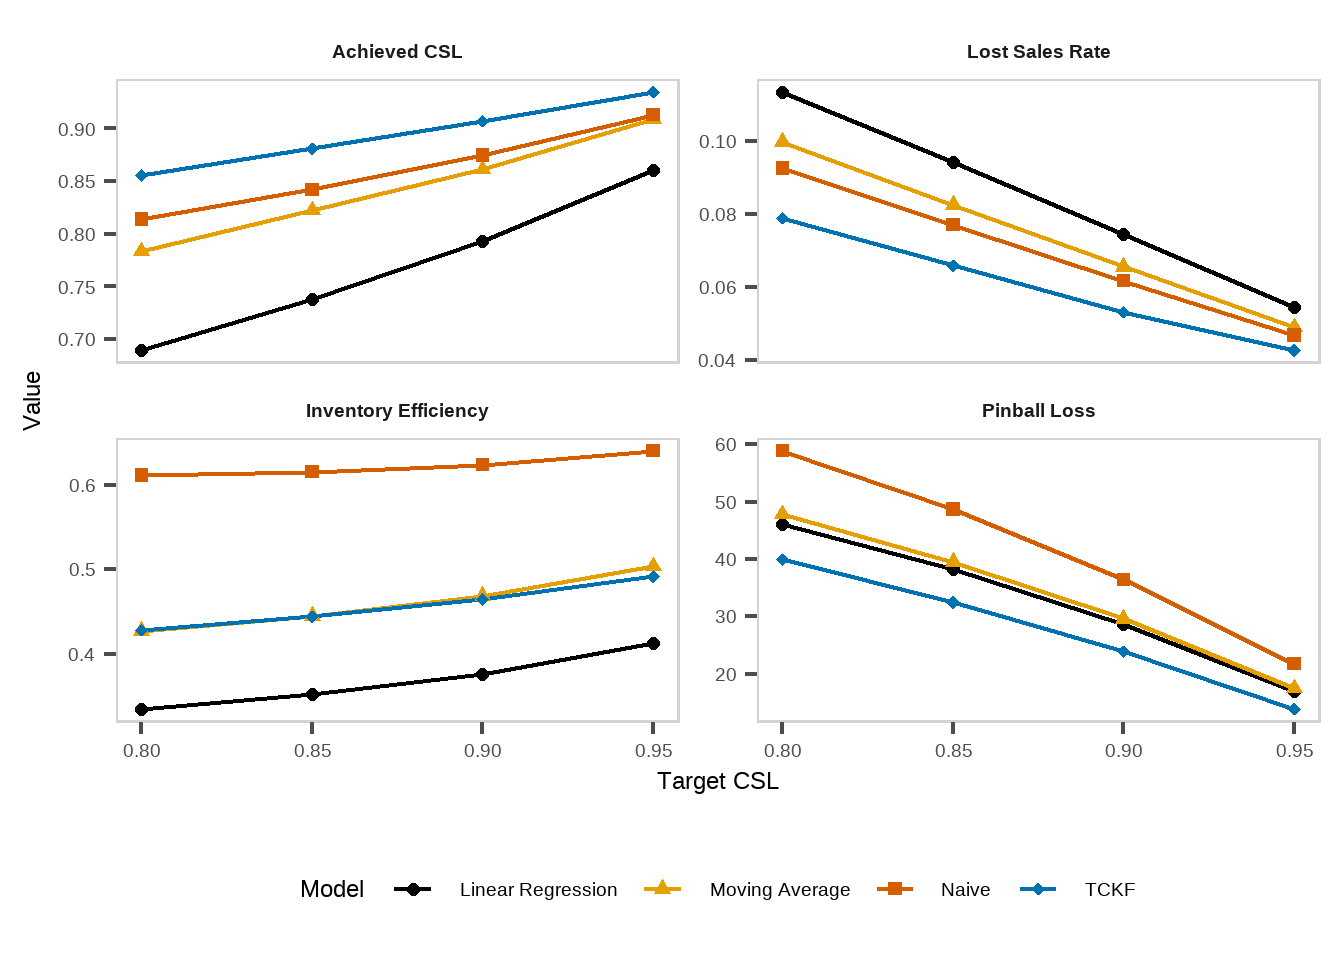 Achieved CSL
Lost Sales Rate
0.90
0.85
0.80
0.75
0.70
0.10
0.08
0.06
0.04
Value
Inventory Efficiency
Pinball Loss
0.6
0.5
0.4
60
50
40
30
20
0.80 0.85 0.90 0.95
0.80 0.85 0.90 0.95
Target CSL
Model Linear Regression Moving Average Naive TCKF